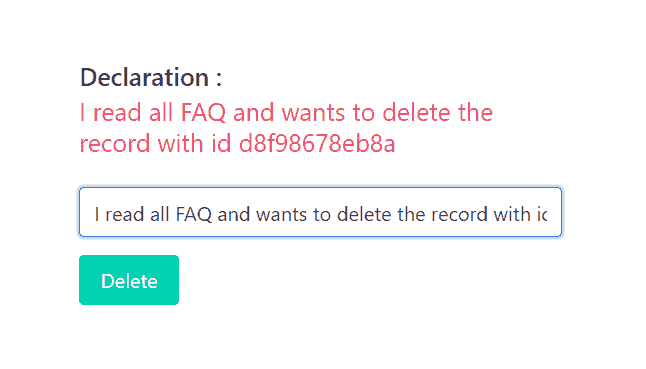 Declaration :
I read all FAQ and wants to delete the
record with id d8f98678eb8a
I read all FAQ and wants to delete the record with
Delete